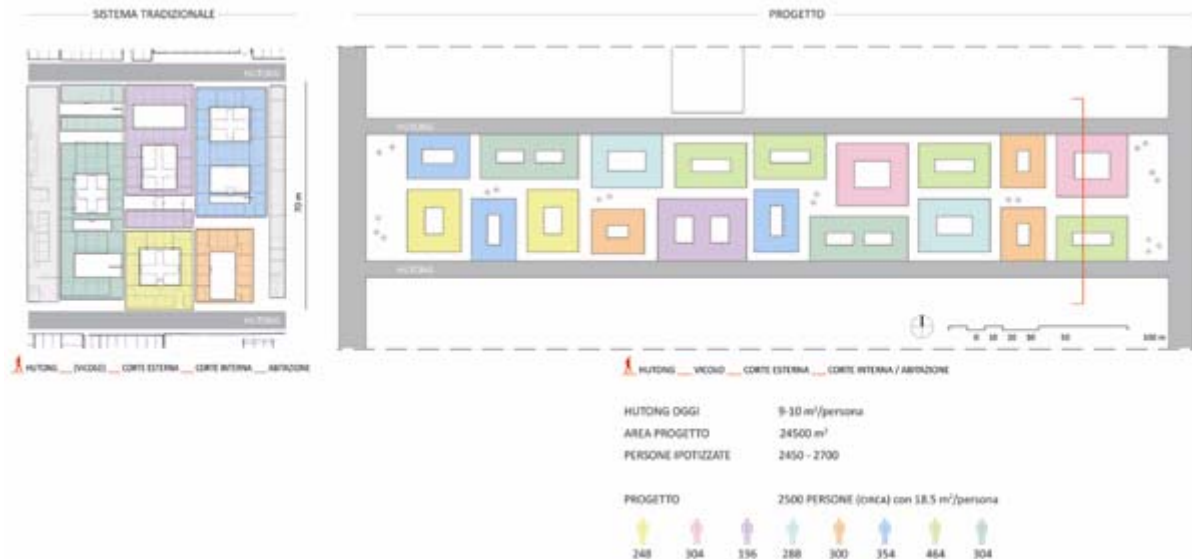 SISTEMA TRADIZIONALE
PROGETTO
HUTONG
HUTONG
70 m
HUTONG
HUTONG
0 10 20 30 50 100 m
HUTONG (VICOLO) CORTE ESTERNA CORTE INTERNA ABITAZIONE
HUTONG VICOLO CORTE ESTERNA CORTE INTERNA / ABITAZIONE
HUTONG OGGI 9-10 m²/persona
AREA PROGETTO 24500 m²
PERSONE IPOTIZZATE 2450 - 2700
PROGETTO 2500 PERSONE (CIRCA) con 18.5 m²/persona
248 304 196 288 300 354 464 304